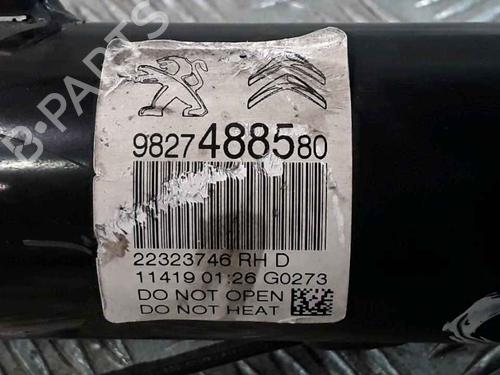 B-PARTS
9827488580
22323746 RH D
11419 01:26 G0273
DO NOT OPEN
DO NOT HEAT